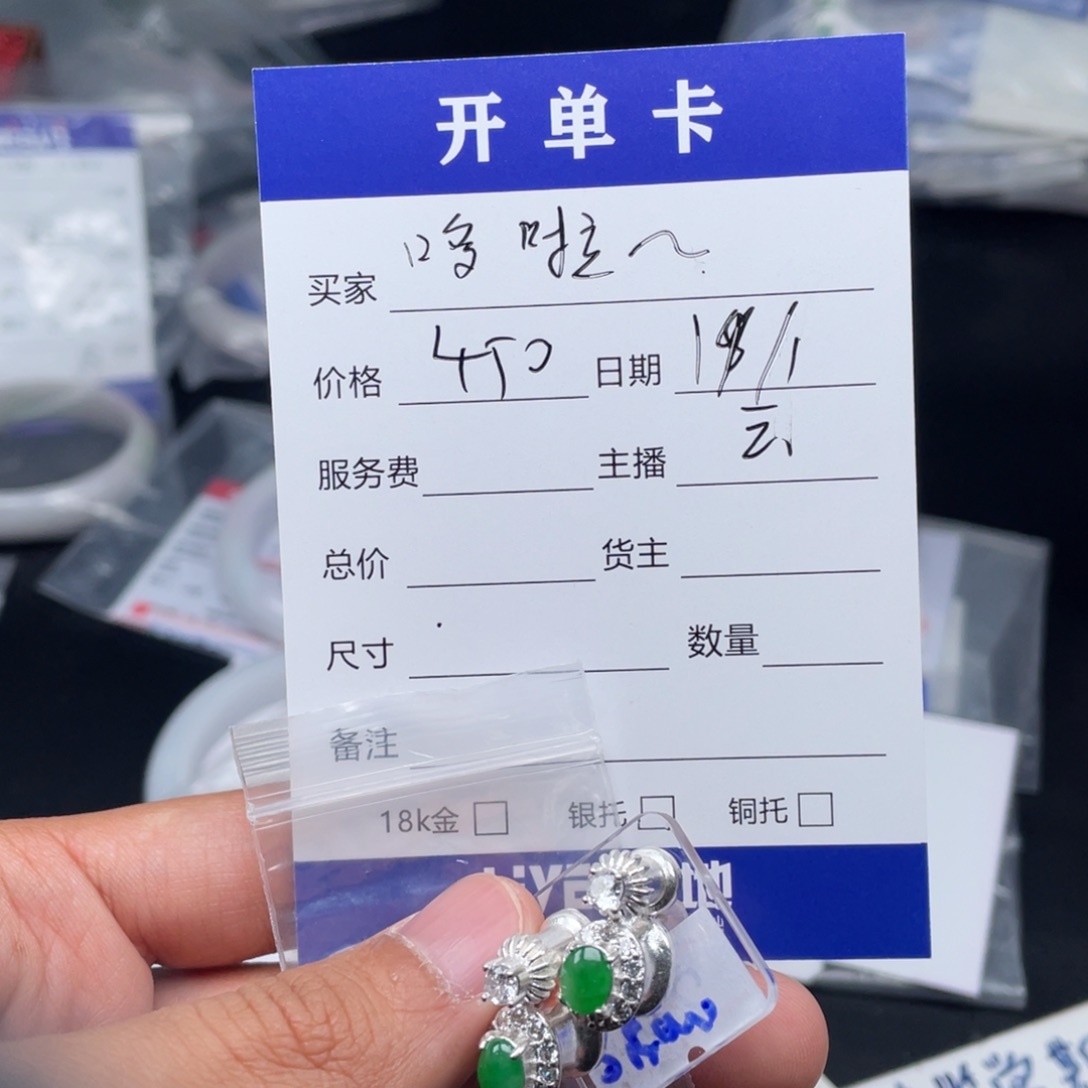 开单卡
买家 哆啦~
价格 450 日期 18/1
服务费 主播 云
总价 货主
尺寸 数量
备注
18k金 银托 铜托
地